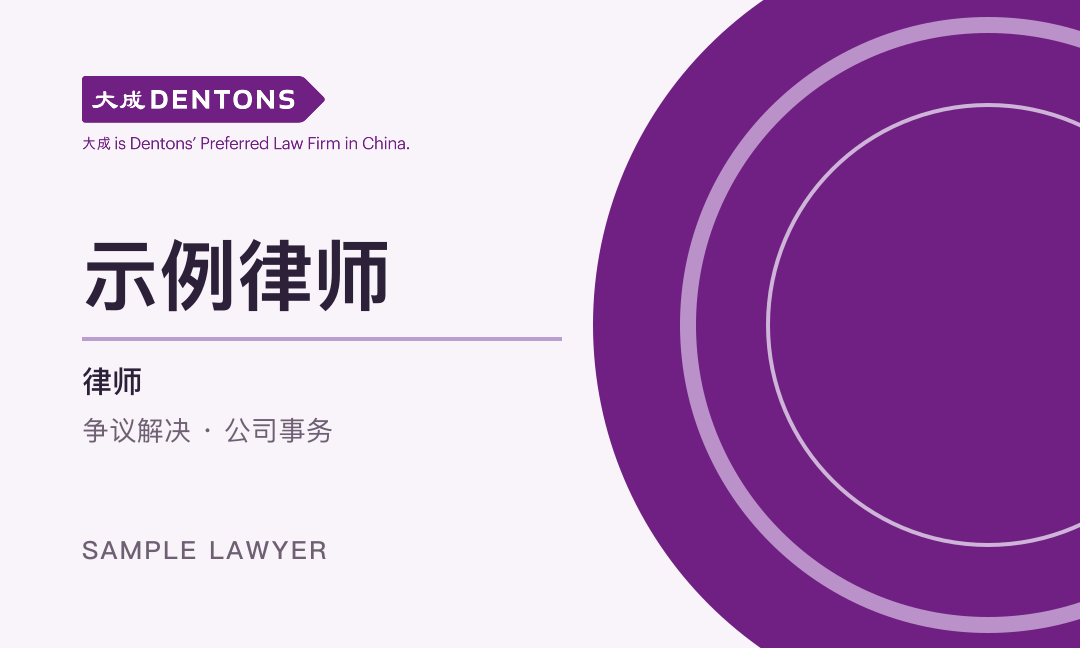 大成 DENTONS
大成 is Dentons’ Preferred Law Firm in China.
示例律师
律师
争议解决 · 公司事务
SAMPLE LAWYER